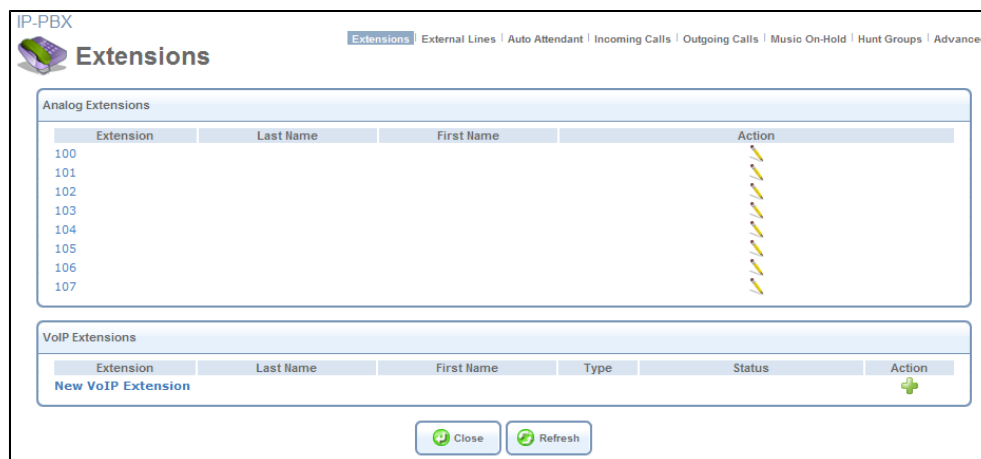 IP-PBX
Extensions
Extensions | External Lines | Auto Attendant | Incoming Calls | Outgoing Calls | Music On-Hold | Hunt Groups | Advance
Analog Extensions
Extension Last Name First Name Action
100
101
102
103
104
105
106
107
VoIP Extensions
Extension Last Name First Name Type Status Action
New VoIP Extension
Close Refresh